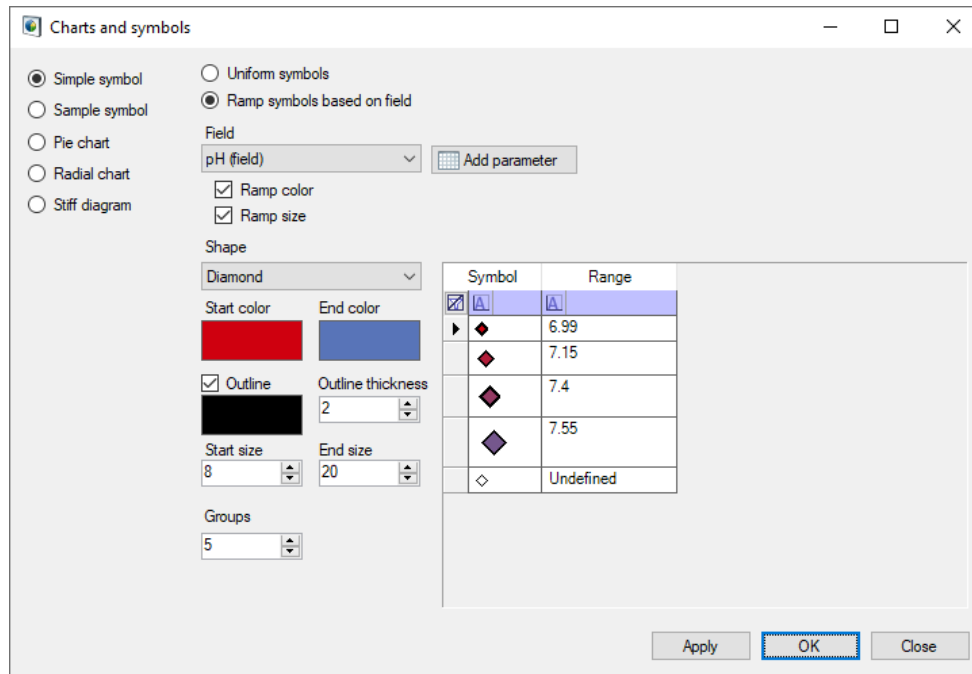 Charts and symbols
Simple symbol
Sample symbol
Pie chart
Radial chart
Stiff diagram
Uniform symbols
Ramp symbols based on field
Field
pH (field)
Add parameter
Ramp color
Ramp size
Shape
Diamond
Start color End color
Outline Outline thickness
2
Start size End size
8 20
Groups
5
Symbol Range
A A
6.99
7.15
7.4
7.55
Undefined
Apply OK Close